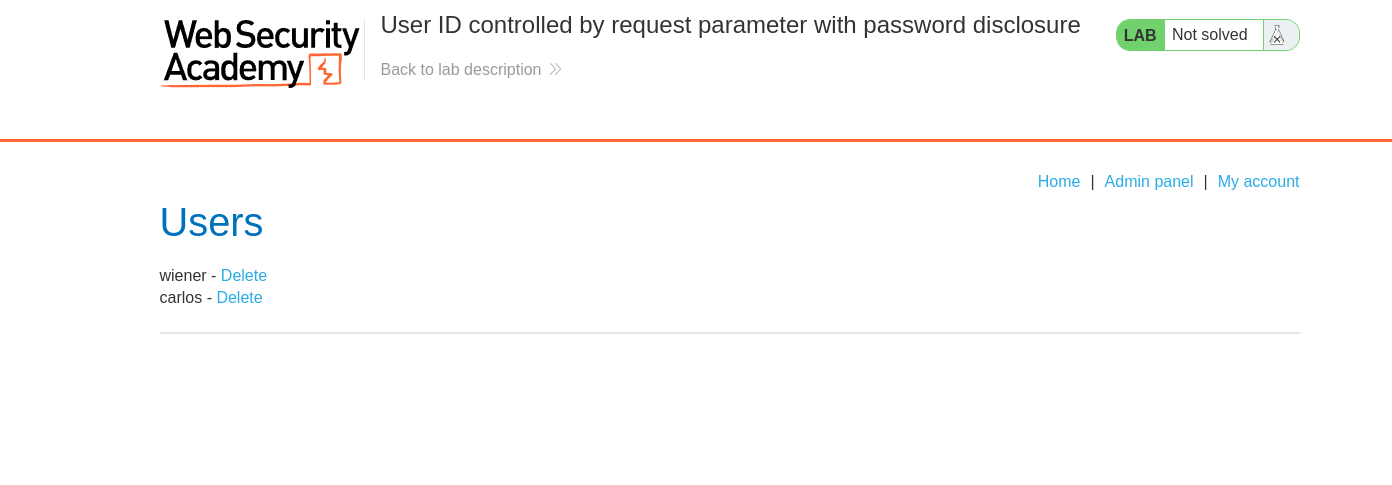 Web Security
Academy
User ID controlled by request parameter with password disclosure
Back to lab description
LAB Not solved
Home | Admin panel | My account
Users
wiener - Delete
carlos - Delete